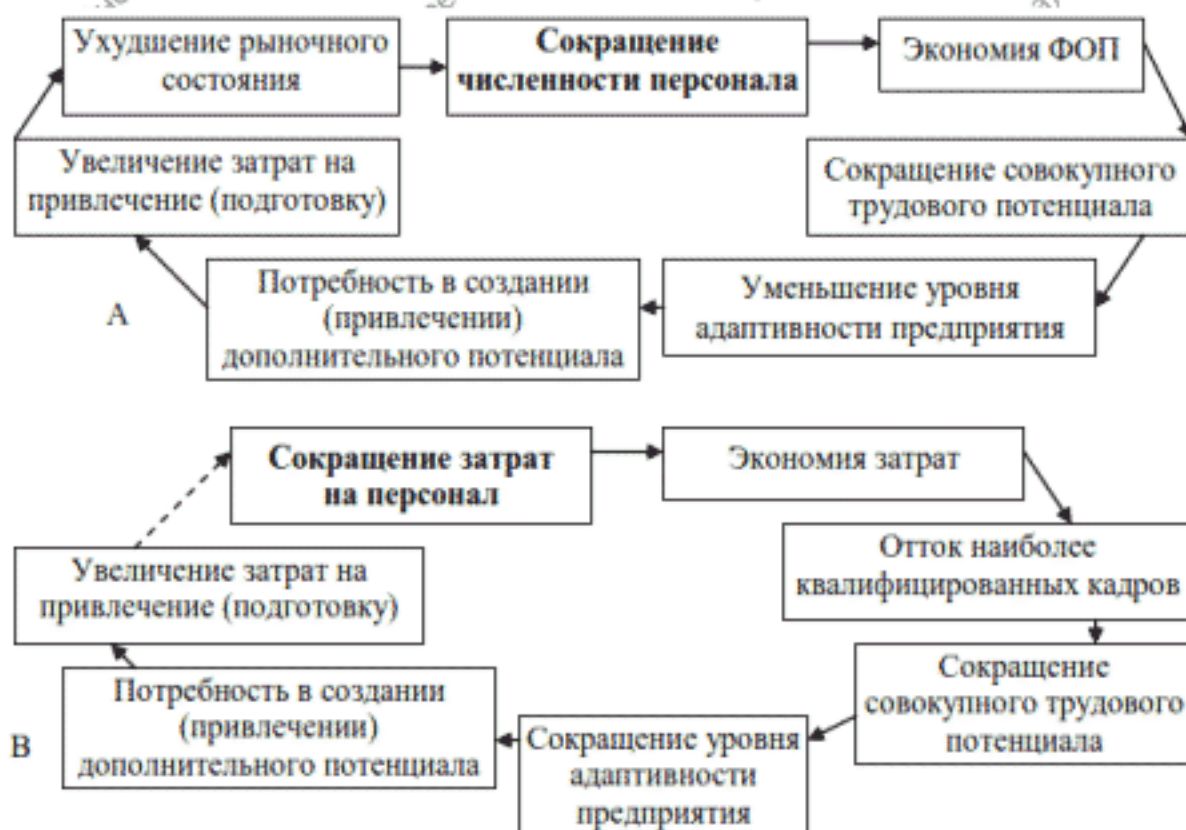 Ухудшение рыночного
состояния
Сокращение
численности персонала
Экономия ФОП
Увеличение затрат на
привлечение (подготовку)
Сокращение совокупного
трудового потенциала
А
Потребность в создании
(привлечении)
дополнительного потенциала
Уменьшение уровня
адаптивности предприятия
Сокращение затрат
на персонал
Экономия затрат
Увеличение затрат на
привлечение (подготовку)
Отток наиболее
квалифицированных кадров
В
Потребность в создании
(привлечении)
дополнительного потенциала
Сокращение уровня
адаптивности
предприятия
Сокращение
совокупного трудового
потенциала